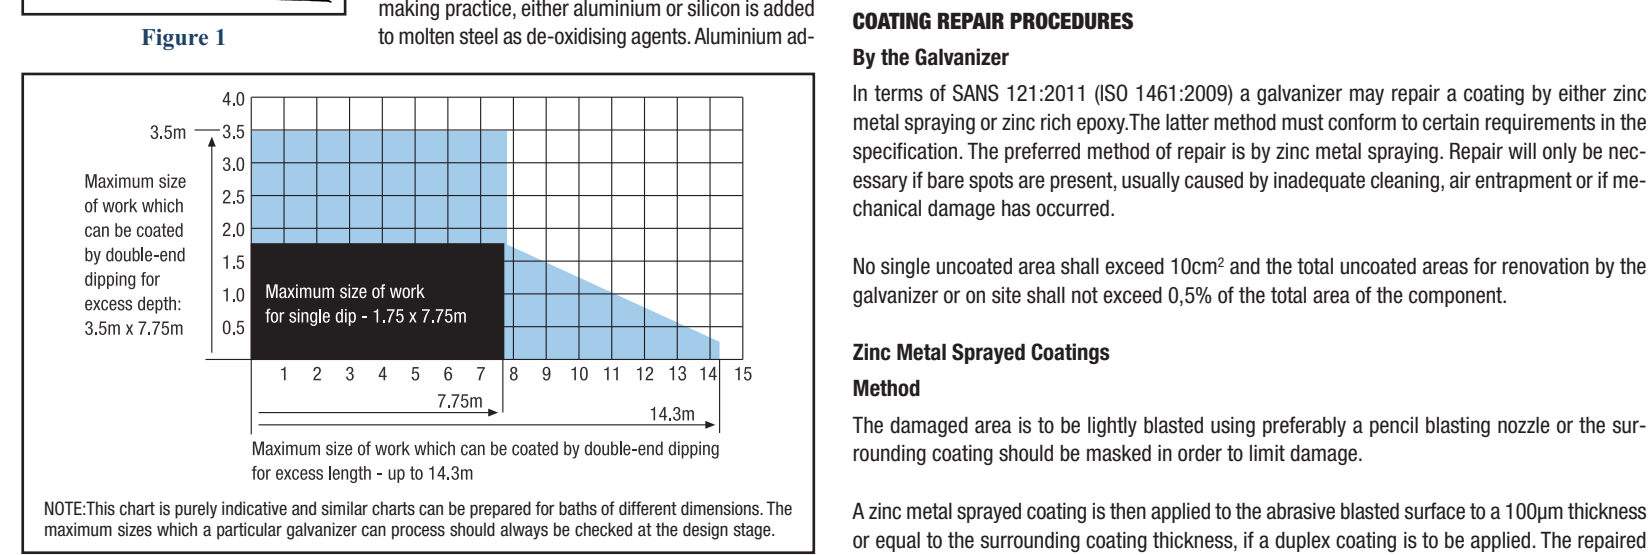 making practice, either aluminium or silicon is added
to molten steel as de-oxidising agents. Aluminium ad-
Figure 1
4.0
3.5m
3.5
3.0
2.5
2.0
1.5
1.0
0.5
Maximum size
of work which
can be coated
by double-end
dipping for
excess depth:
3.5m x 7.75m
Maximum size of work
for single dip - 1.75 x 7.75m
1 2 3 4 5 6 7 8 9 10 11 12 13 14 15
7.75m
14.3m
Maximum size of work which can be coated by double-end dipping
for excess length - up to 14.3m
NOTE:This chart is purely indicative and similar charts can be prepared for baths of different dimensions. The
maximum sizes which a particular galvanizer can process should always be checked at the design stage.
COATING REPAIR PROCEDURES
By the Galvanizer
In terms of SANS 121:2011 (ISO 1461:2009) a galvanizer may repair a coating by either zinc
metal spraying or zinc rich epoxy.The latter method must conform to certain requirements in the
specification. The preferred method of repair is by zinc metal spraying. Repair will only be nec-
essary if bare spots are present, usually caused by inadequate cleaning, air entrapment or if me-
chanical damage has occurred.
No single uncoated area shall exceed 10cm² and the total uncoated areas for renovation by the
galvanizer or on site shall not exceed 0,5% of the total area of the component.
Zinc Metal Sprayed Coatings
Method
The damaged area is to be lightly blasted using preferably a pencil blasting nozzle or the sur-
rounding coating should be masked in order to limit damage.
A zinc metal sprayed coating is then applied to the abrasive blasted surface to a 100µm thickness
or equal to the surrounding coating thickness, if a duplex coating is to be applied. The repaired